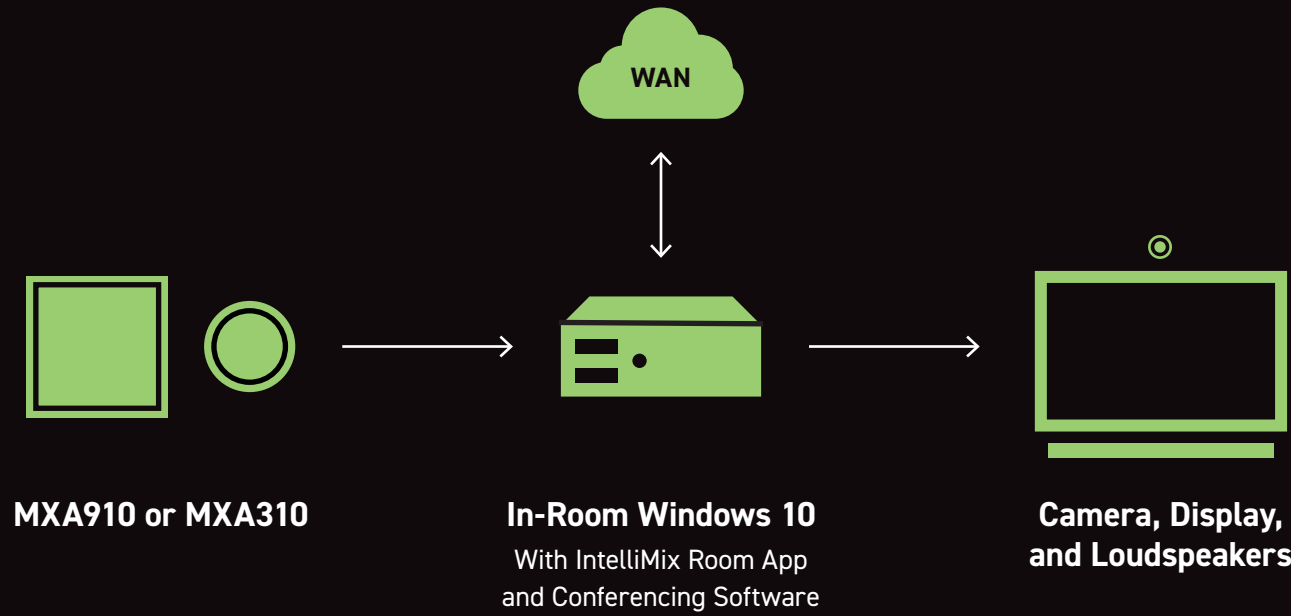 WAN
MXA910 or MXA310
In-Room Windows 10
With IntelliMix Room App
and Conferencing Software
Camera, Display,
and Loudspeakers